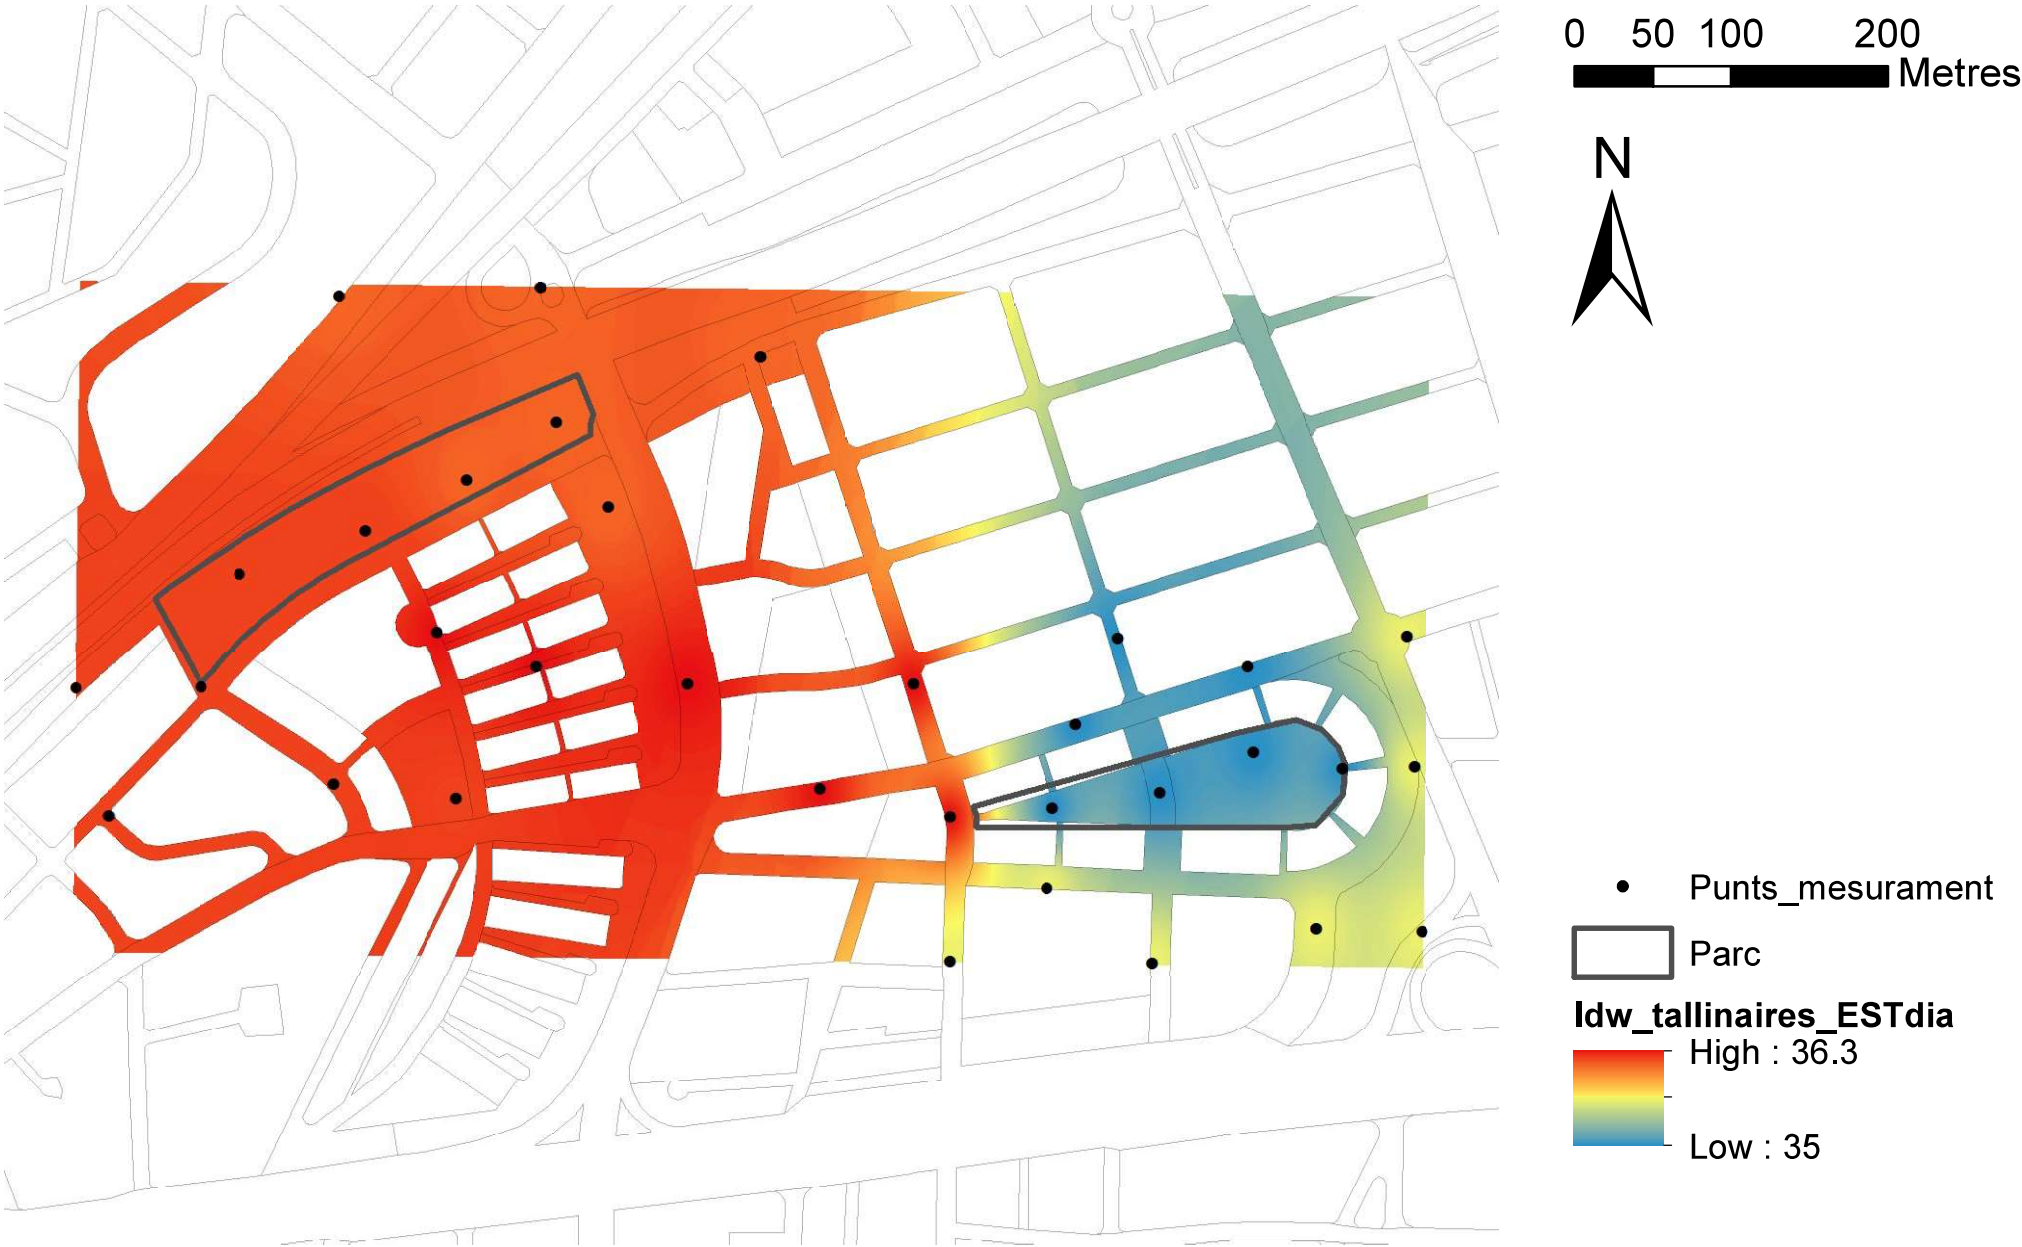 0 50 100 200
Metres
N
Punts_mesurament
Parc
Idw_tallinaires_ESTdia
High : 36.3
Low : 35